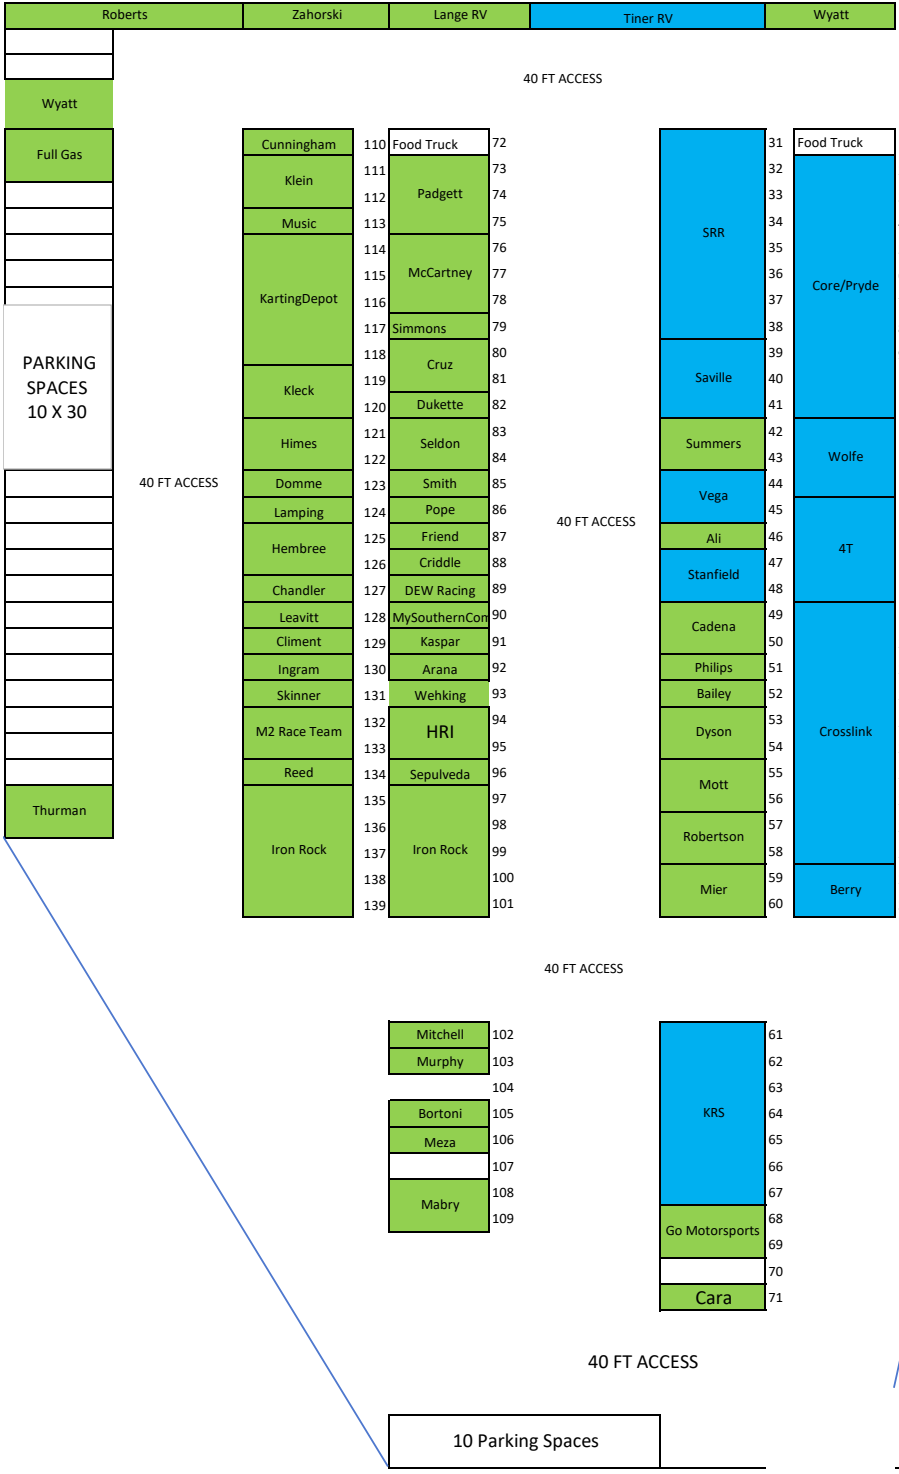 Roberts Zahorski Lange RV Tiner RV Wyatt
40 FT ACCESS
Wyatt
Full Gas
PARKING
SPACES
10 X 30
Thurman
40 FT ACCESS
Cunningham 110
Klein 111
112
Music 113
114
KartingDepot 115
116
117
118
Kleck 119
120
Himes 121
122
Domme 123
Lamping 124
Hembree 125
126
Chandler 127
Leavitt 128
Climent 129
Ingram 130
Skinner 131
M2 Race Team 132
133
Reed 134
135
136
Iron Rock 137
138
139
Food Truck 72
73
Padgett 74
75
76
McCartney 77
78
Simmons 79
Cruz 80
81
Dukette 82
Seldon 83
84
Smith 85
Pope 86
Friend 87
Criddle 88
DEW Racing 89
MySouthernCom 90
Kaspar 91
Arana 92
Wehking 93
HRI 94
95
Sepulveda 96
97
98
Iron Rock 99
100
101
40 FT ACCESS
31
32
33
34
SRR 35
36
37
38
39
Saville 40
41
Summers 42
43
Vega 44
45
Ali 46
Stanfield 47
48
Cadena 49
50
Philips 51
Bailey 52
Dyson 53
54
Mott 55
56
Robertson 57
58
Mier 59
60
Food Truck
Core/Pryde
Wolfe
4T
Crosslink
Berry
40 FT ACCESS
Mitchell 102
Murphy 103
104
Bortoni 105
Meza 106
107
Mabry 108
109
61
62
63
KRS 64
65
66
67
Go Motorsports 68
69
70
Cara 71
40 FT ACCESS
10 Parking Spaces